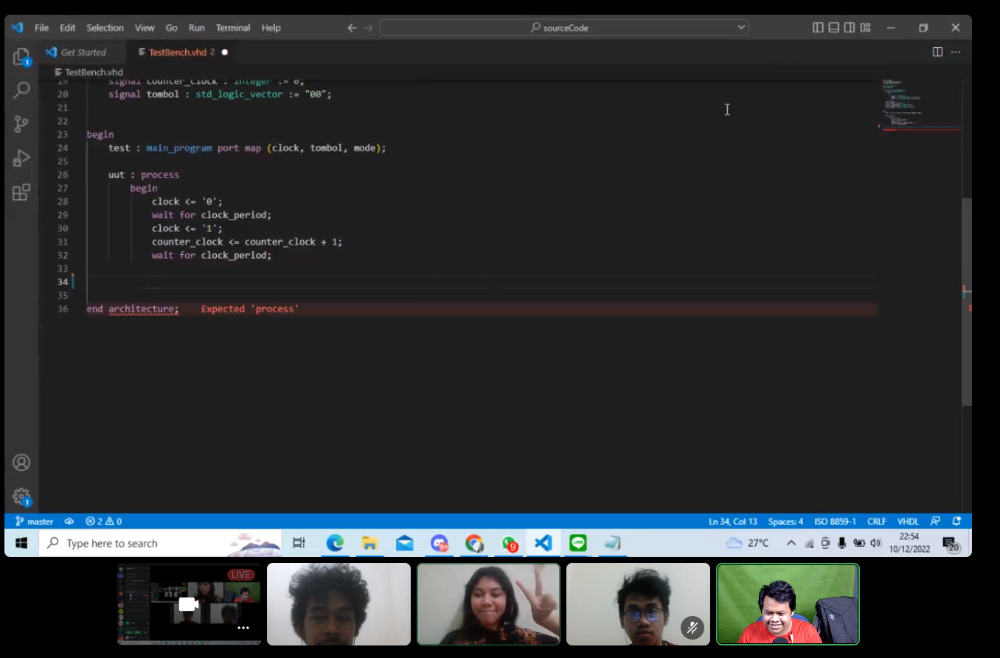 File Edit Selection View Go Run Terminal Help
sourceCode
Get Started
TestBench.vhd 2
TestBench.vhd
19 signal counter_clock : integer := 0;
20 signal tombol : std_logic_vector := "00";
21
22
23 begin
24 test : main_program port map (clock, tombol, mode);
25
26 uut : process
27 begin
28 clock <= '0';
29 wait for clock_period;
30 clock <= '1';
31 counter_clock <= counter_clock + 1;
32 wait for clock_period;
33
34
35
36 end architecture; Expected 'process'
1
1
master 2 0
Ln 34, Col 13 Spaces: 4 ISO 8859-1 CRLF VHDL
Type here to search
9+
9
LINE
27°C
22:54
10/12/2022
20
LIVE